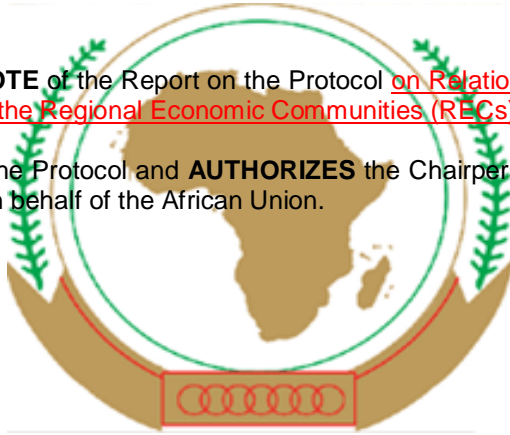 OTE of the Report on the Protocol on Relatio
the Regional Economic Communities (RECs)
he Protocol and AUTHORIZES the Chairper
behalf of the African Union.